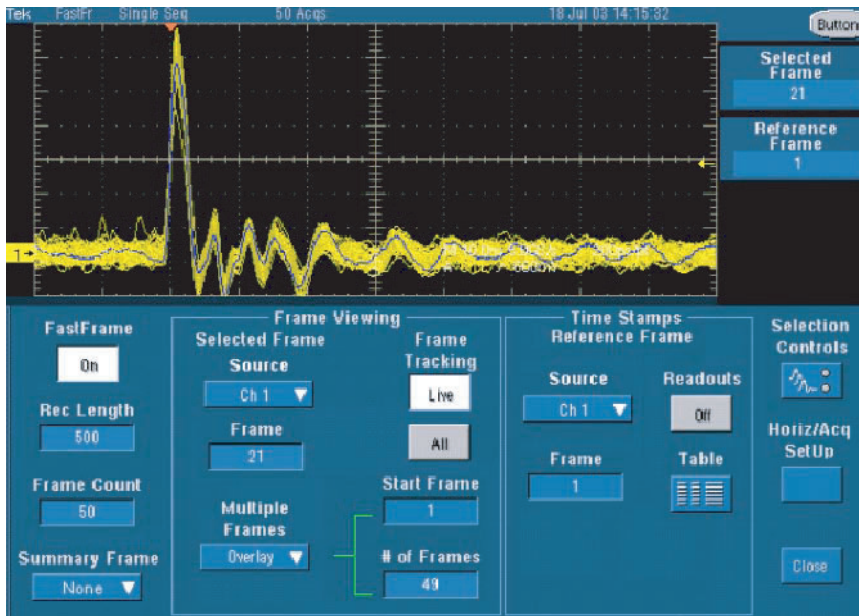 Tek FastFr Single Seq 50 Acqs 18 Jul 03 14:15:32
Button
Selected
Frame
21
Reference
Frame
1
1
FastFrame
On
Rec Length
500
Frame Count
50
Summary Frame
None
Frame Viewing
Selected Frame
Source
Ch 1
Frame
21
Multiple
Frames
Overlay
Frame
Tracking
Live
All
Start Frame
1
# of Frames
49
Time Stamps
Reference Frame
Source
Ch 1
Frame
1
Readouts
Off
Table
Selection
Controls
Horiz/Acq
SetUp
Close